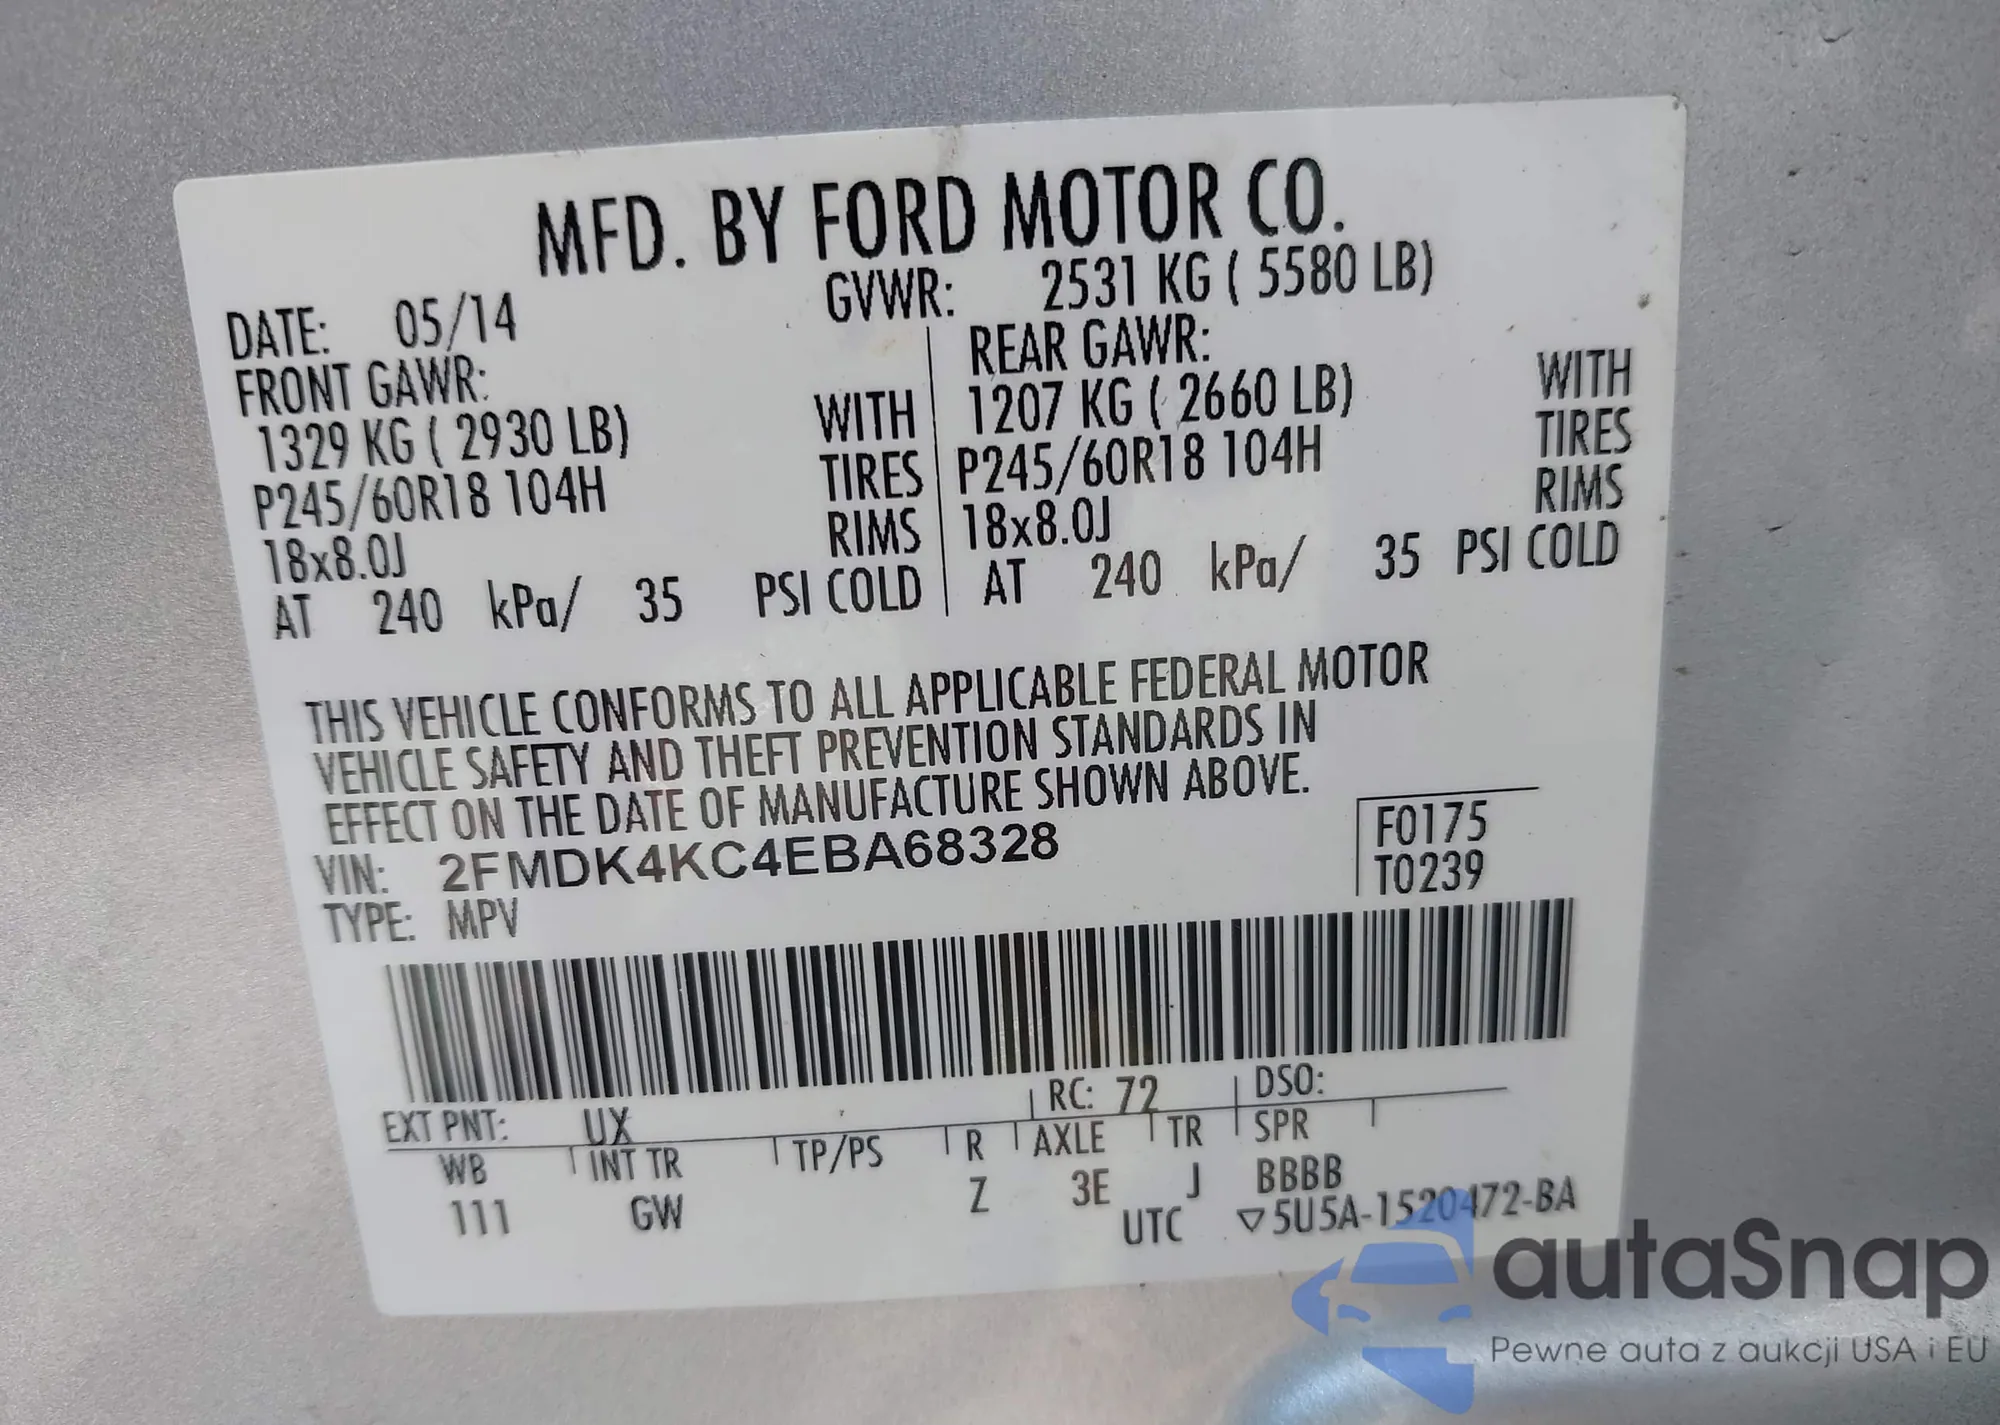 MFD. BY FORD MOTOR CO.
DATE: 05/14 GVWR: 2531 KG ( 5580 LB)
FRONT GAWR: REAR GAWR:
1329 KG ( 2930 LB) WITH 1207 KG ( 2660 LB) WITH
P245/60R18 104H TIRES P245/60R18 104H TIRES
18x8.0J RIMS 18x8.0J RIMS
AT 240 kPa/ 35 PSI COLD AT 240 kPa/ 35 PSI COLD
THIS VEHICLE CONFORMS TO ALL APPLICABLE FEDERAL MOTOR
VEHICLE SAFETY AND THEFT PREVENTION STANDARDS IN
EFFECT ON THE DATE OF MANUFACTURE SHOWN ABOVE.
VIN: 2FMDK4KC4EBA68328 F0175
TYPE: MPV T0239
EXT PNT: UX RC: 72 DSO:
WB INT TR TP/PS R AXLE TR SPR
111 GW Z 3E J BBBB
UTC ▽5U5A-1520472-BA
autaSnap
Pewne auta z aukcji USA i EU